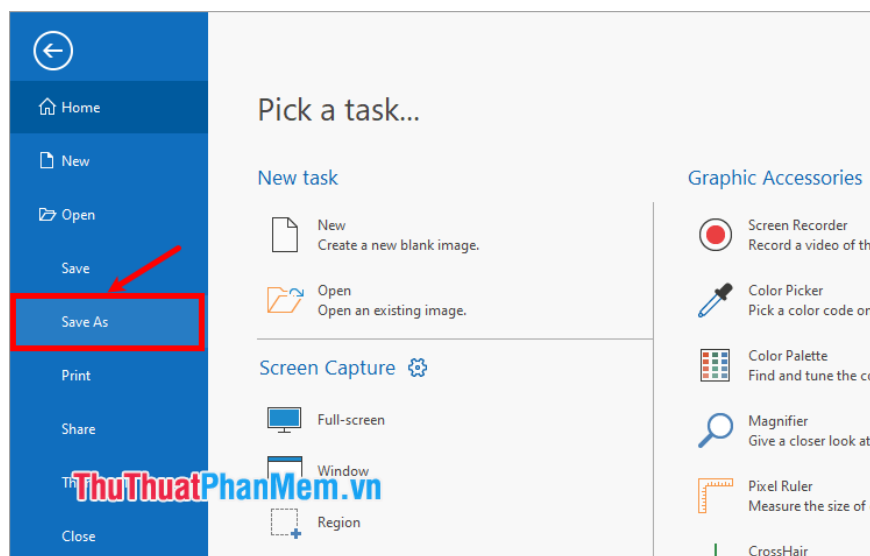 Home
New
Open
Save
Save As
Print
Share
Close
Pick a task...
New task
New
Create a new blank image.
Open
Open an existing image.
Screen Capture
Full-screen
Window
Region
Graphic Accessories
Screen Recorder
Record a video of th
Color Picker
Pick a color code or
Color Palette
Find and tune the c
Magnifier
Give a closer look at
Pixel Ruler
Measure the size of
CrossHair
ThuThuatPhanMem.vn